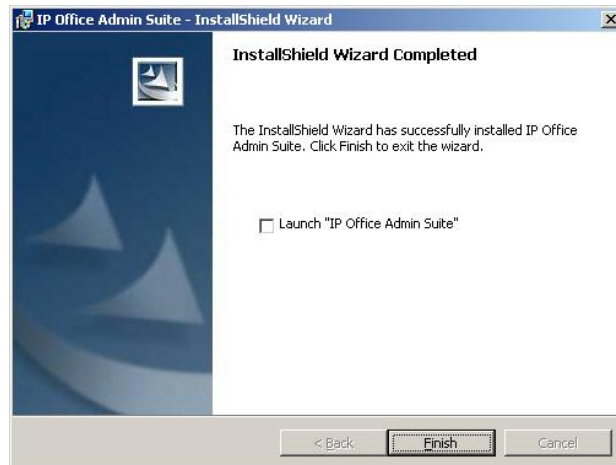 IP Office Admin Suite - InstallShield Wizard
InstallShield Wizard Completed
The InstallShield Wizard has successfully installed IP Office
Admin Suite. Click Finish to exit the wizard.
Launch "IP Office Admin Suite"
< Back Finish Cancel